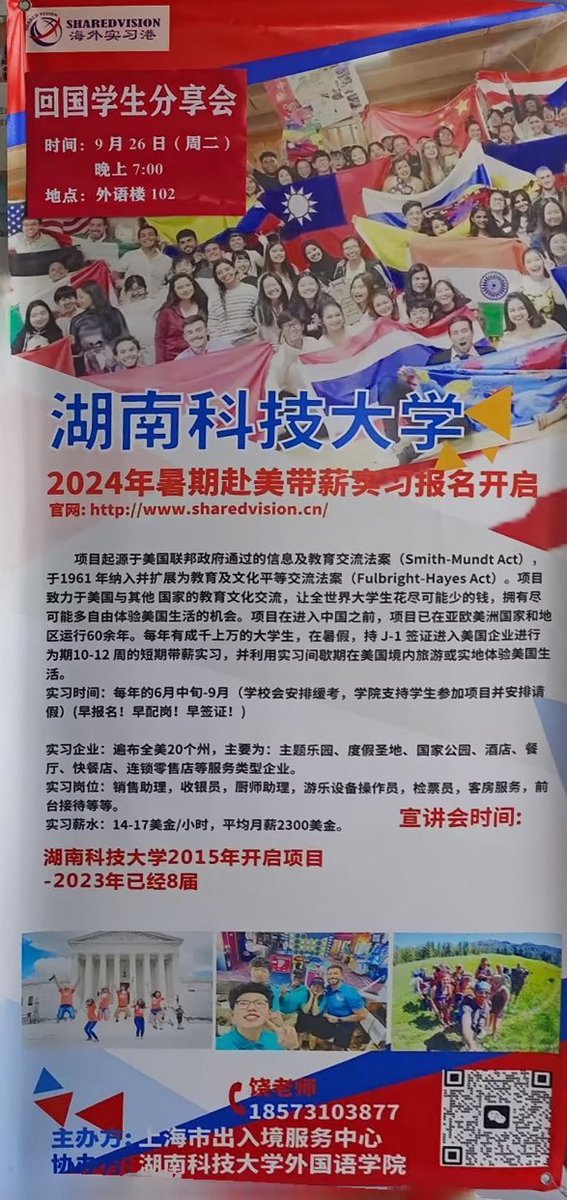 SHAREDVISION
海外实习港
回国学生分享会
时间：9 月 26 日（周二）
晚上 7:00
地点：外语楼 102
湖南科技大学
2024年暑期赴美带薪实习报名开启
官网: http://www.sharedvision.cn/
项目起源于美国联邦政府通过的信息及教育交流法案（Smith-Mundt Act），
于1961 年纳入并扩展为教育及文化平等交流法案（Fulbright-Hayes Act）。项目
致力于美国与其他 国家的教育文化交流，让全世界大学生花尽可能少的钱，拥有尽
可能多自由体验美国生活的机会。项目在进入中国之前，项目已在亚欧美洲国家和地
区运行60余年。每年有成千上万的大学生，在暑假，持 J-1 签证进入美国企业进行
为期10-12 周的短期带薪实习，并利用实习间歇期在美国境内旅游或实地体验美国生
活。
实习时间：每年的6月中旬-9月（学校会安排缓考，学院支持学生参加项目并安排请
假）(早报名！早配岗！早签证！)
实习企业：遍布全美20个州，主要为：主题乐园、度假圣地、国家公园、酒店、餐
厅、快餐店、连锁零售店等服务类型企业。
实习岗位：销售助理，收银员，厨师助理，游乐设备操作员，检票员，客房服务，前
台接待等等。
实习薪水：14-17美金/小时，平均月薪2300美金。
宣讲会时间:
湖南科技大学2015年开启项目
-2023年已经8届
饶老师
18573103877
主办方: 上海市出入境服务中心
湖南科技大学外国语学院